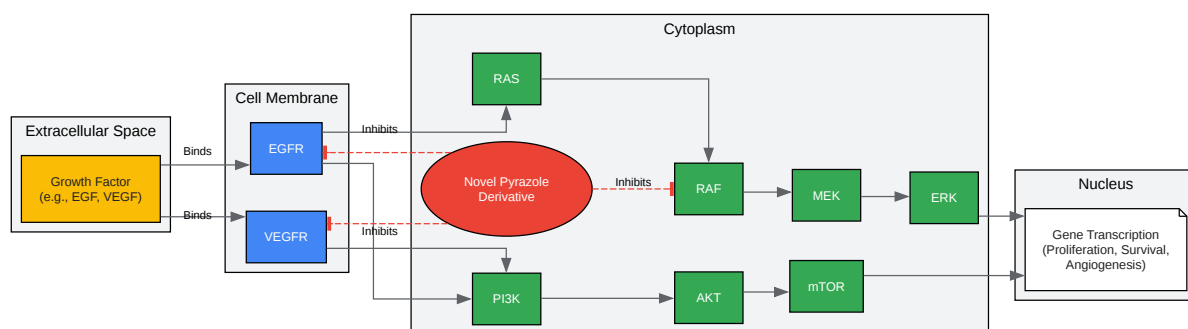 Cytoplasm
RAS
Cell Membrane
Inhibits
Extracellular Space
Binds
EGFR
Growth Factor
(e.g., EGF, VEGF)
Novel Pyrazole
Derivative
Inhibits
RAF
MEK
ERK
Nucleus
Binds
VEGFR
Inhibits
Gene Transcription
(Proliferation, Survival,
Angiogenesis)
PI3K
AKT
mTOR